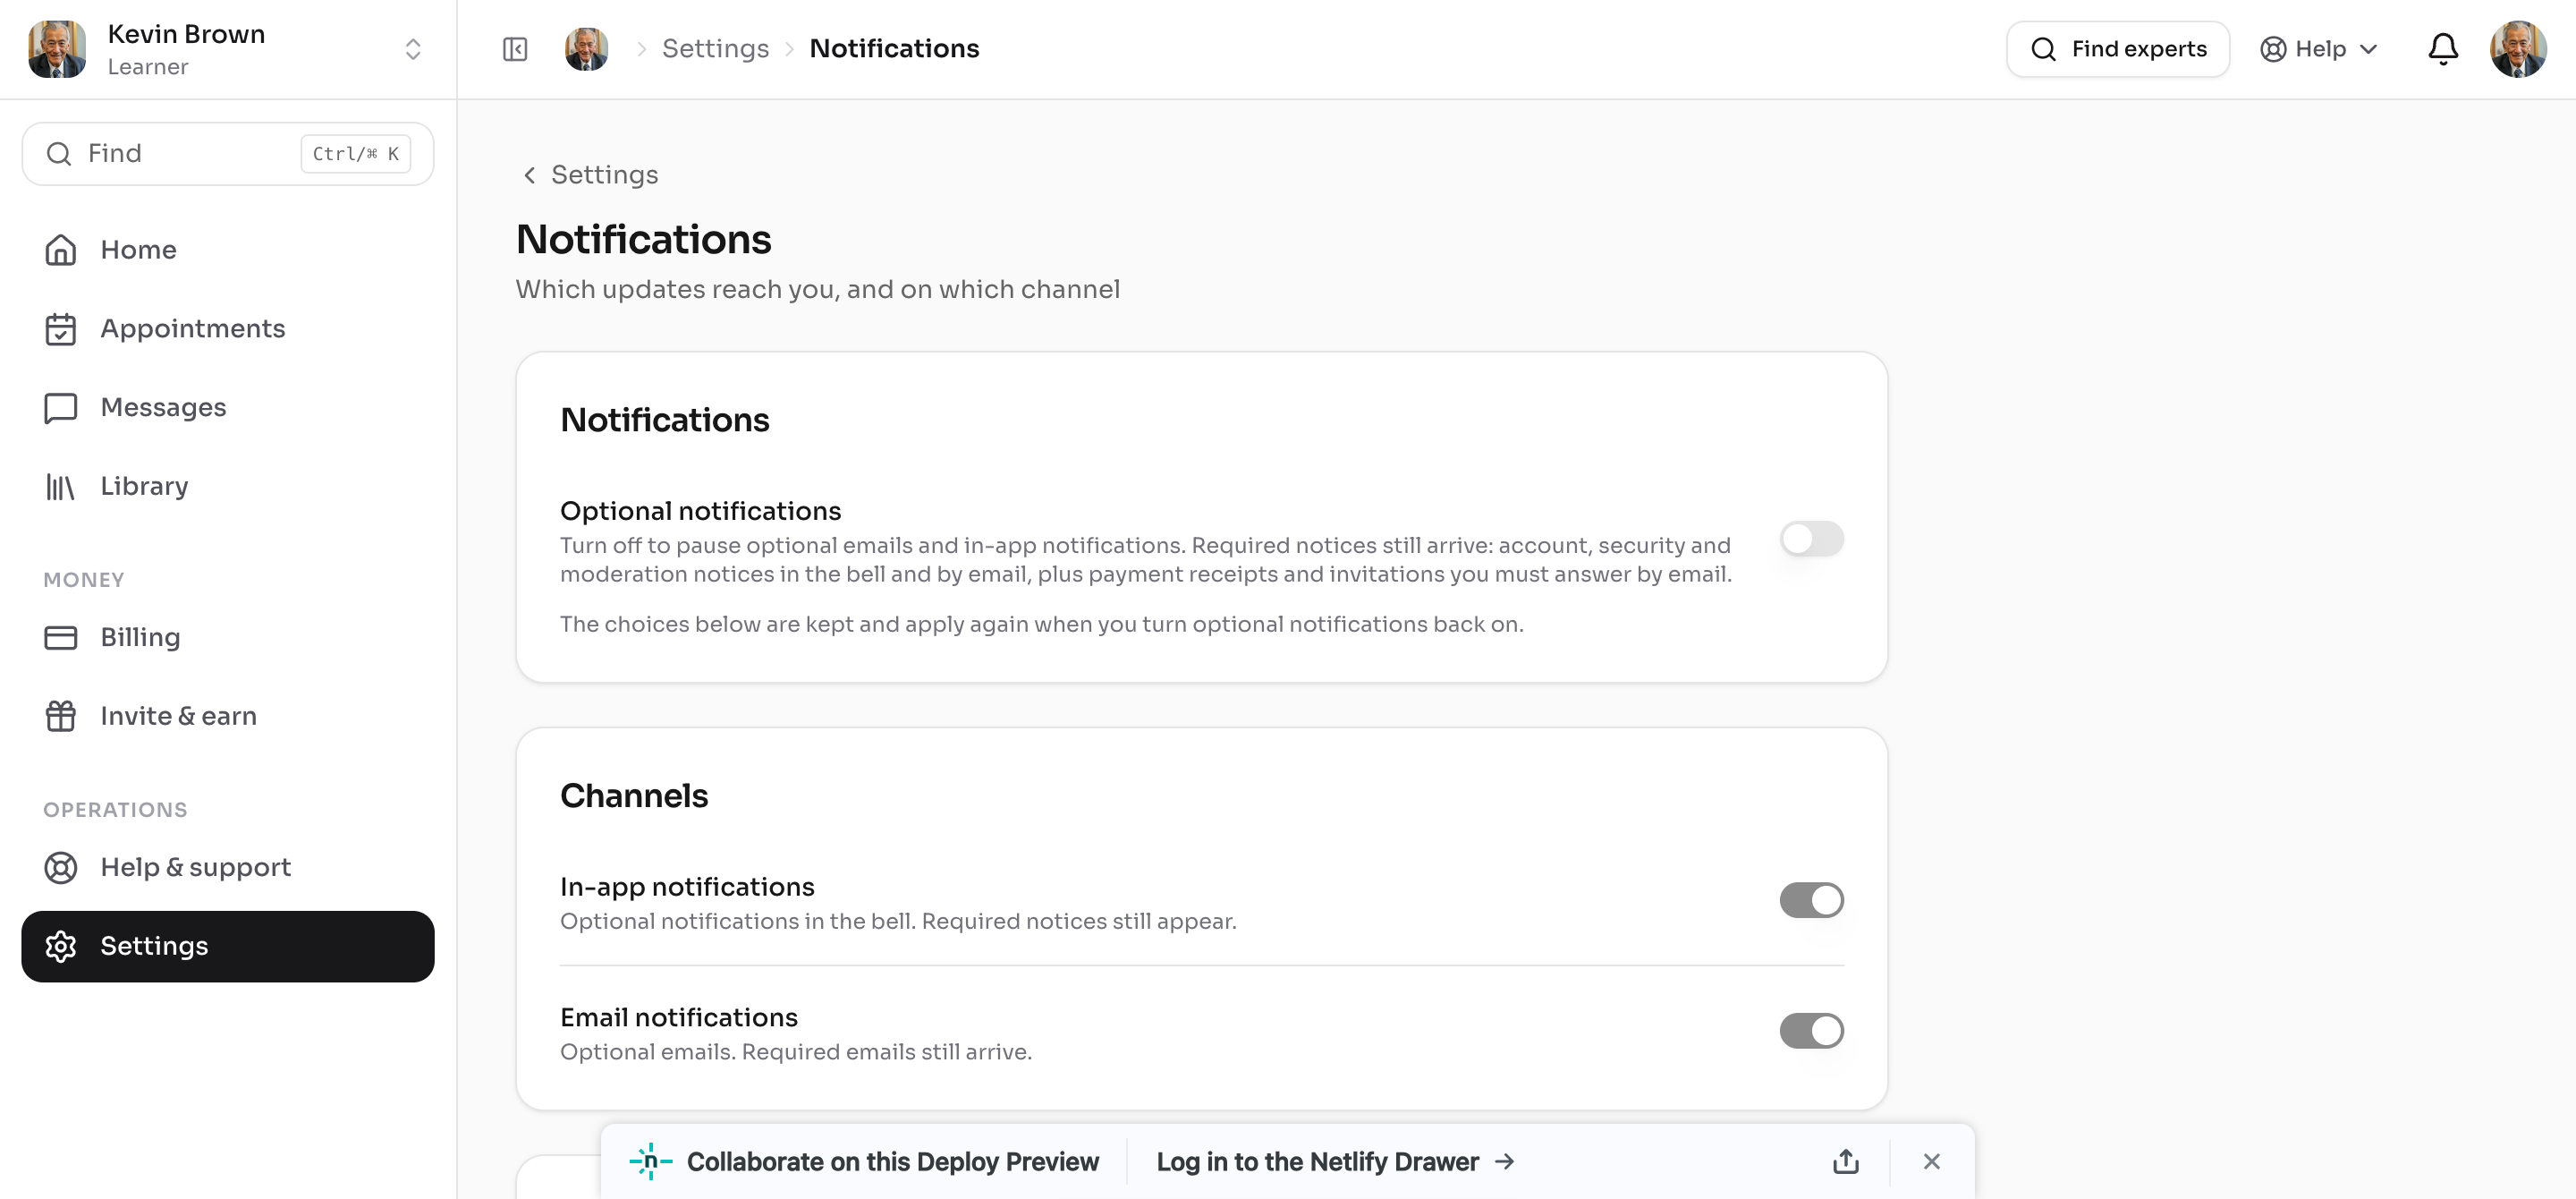 Kevin Brown
Learner
Settings
Notifications
Find experts
Help
Find
Ctrl/⌘ K
Home
Appointments
Messages
Library
MONEY
Billing
Invite & earn
OPERATIONS
Help & support
Settings
Settings
Notifications
Which updates reach you, and on which channel
Notifications
Optional notifications
Turn off to pause optional emails and in-app notifications. Required notices still arrive: account, security and
moderation notices in the bell and by email, plus payment receipts and invitations you must answer by email.
The choices below are kept and apply again when you turn optional notifications back on.
Channels
In-app notifications
Optional notifications in the bell. Required notices still appear.
Email notifications
Optional emails. Required emails still arrive.
Collaborate on this Deploy Preview
Log in to the Netlify Drawer →